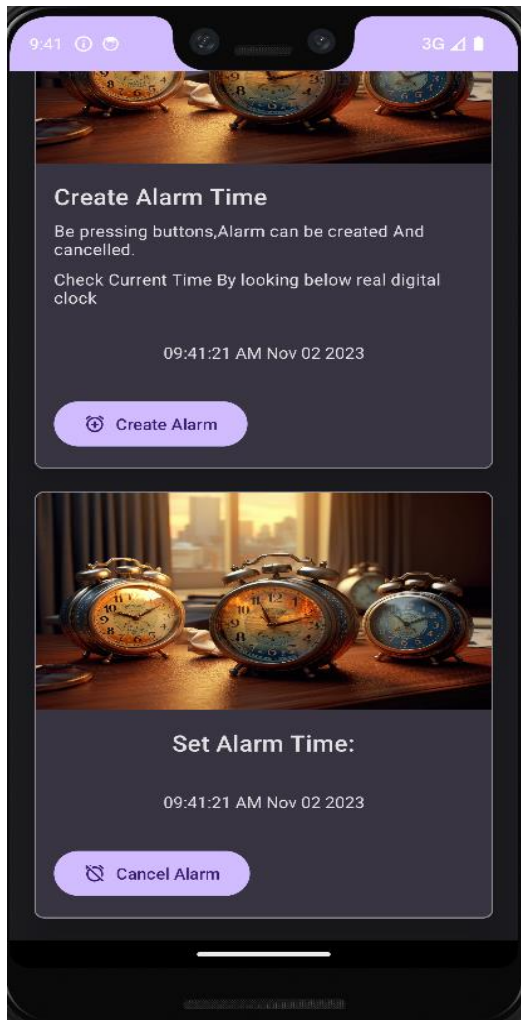 9:41
3G
Create Alarm Time
Be pressing buttons,Alarm can be created And
cancelled.
Check Current Time By looking below real digital
clock
09:41:21 AM Nov 02 2023
Create Alarm
Set Alarm Time:
09:41:21 AM Nov 02 2023
Cancel Alarm